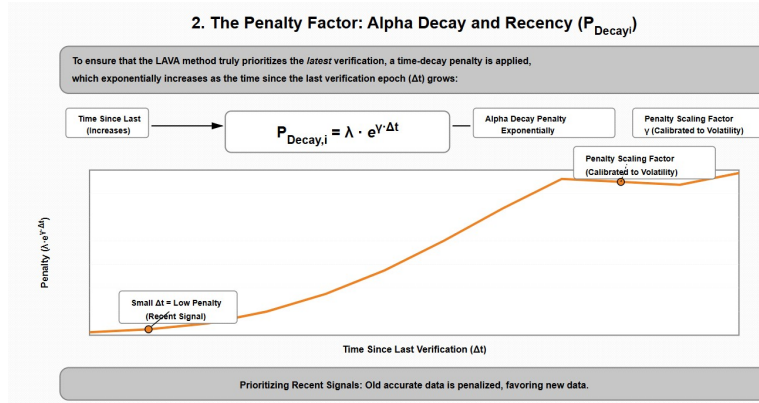 2. The Penalty Factor: Alpha Decay and Recency (P_Decayi)
To ensure that the LAVA method truly prioritizes the latest verification, a time-decay penalty is applied,
which exponentially increases as the time since the last verification epoch (Δt) grows:
Time Since Last
(Increases)
P_Decay,i = λ · e^γ·Δt
Alpha Decay Penalty
Exponentially
Penalty Scaling Factor
γ (Calibrated to Volatility)
Penalty Scaling Factor
(Calibrated to Volatility)
Penalty (λ·e^γ·Δt)
Small Δt = Low Penalty
(Recent Signal)
Time Since Last Verification (Δt)
Prioritizing Recent Signals: Old accurate data is penalized, favoring new data.